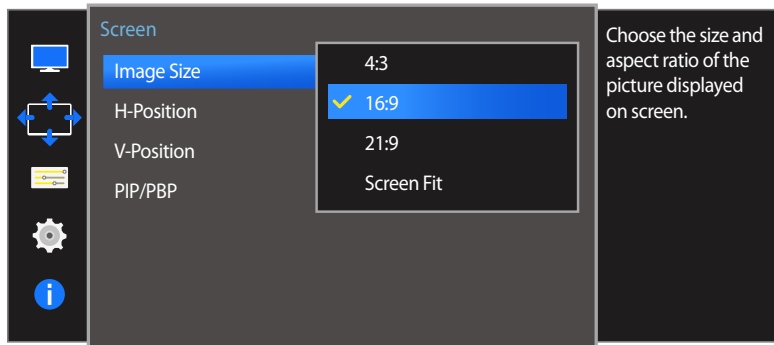 Screen
Image Size
H-Position
V-Position
PIP/PBP
4:3
16:9
21:9
Screen Fit
Choose the size and
aspect ratio of the
picture displayed
on screen.
i